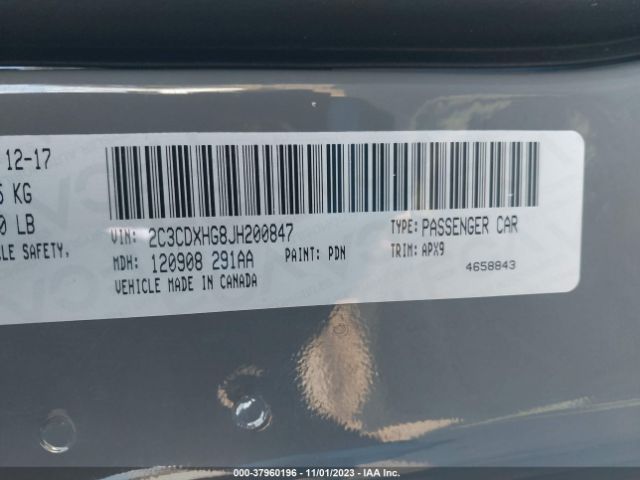 12-17
KG
LB
LE SAFETY,
VIN: 2C3CDXHG8JH200847
TYPE: PASSENGER CAR
MDH: 120908 291AA
PAINT: PDN
TRIM: APX9
VEHICLE MADE IN CANADA
4658843
000-37960196 - 11/01/2023 - IAA Inc.